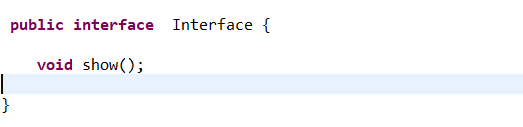 public interface  Interface {
void show();
}